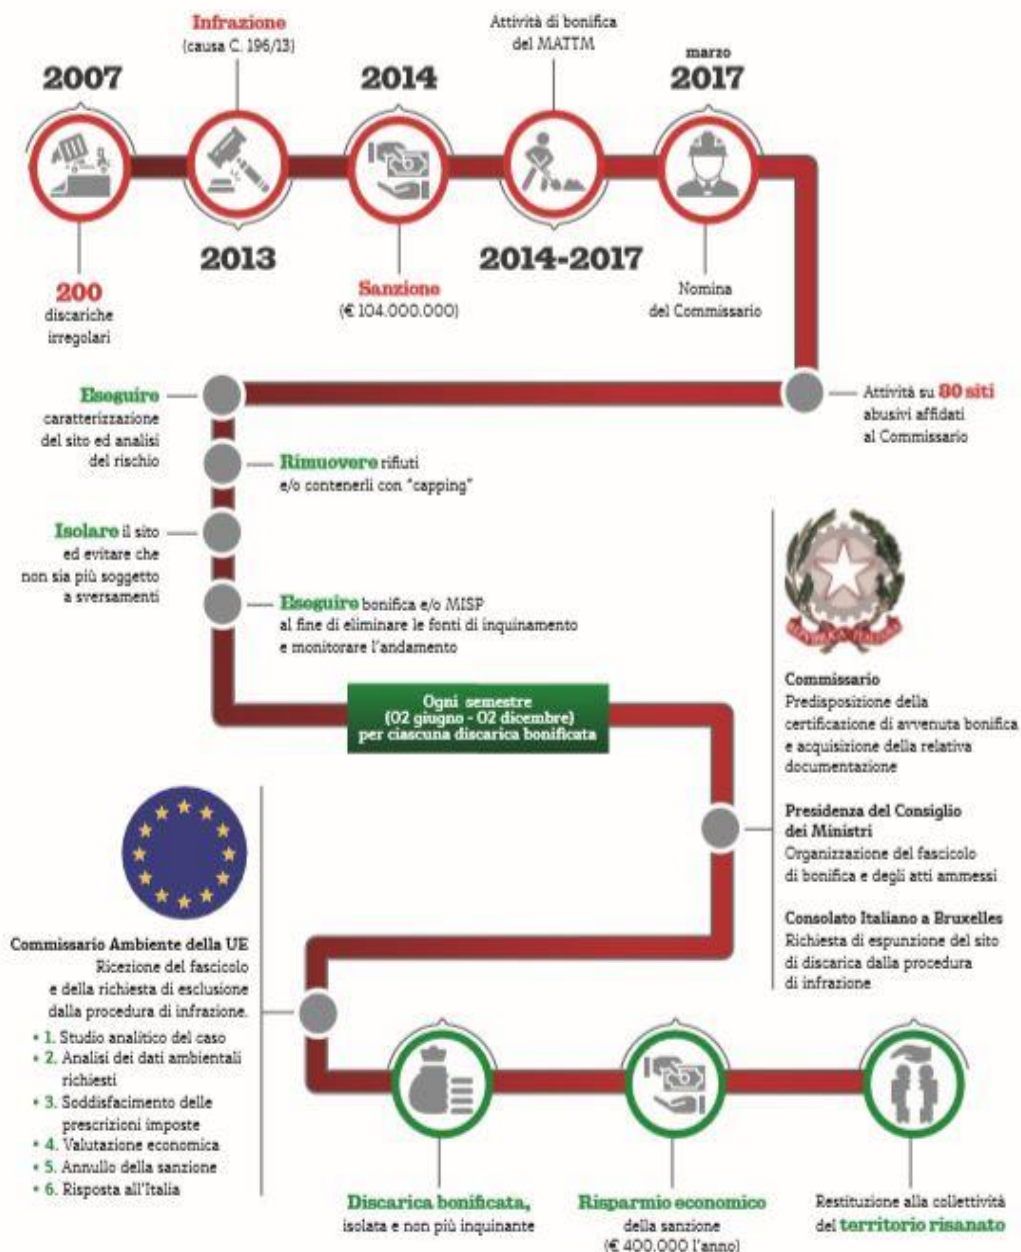 2007
200
discariche
irregolari
Infrazione
(causa C. 196/13)
2013
2014
Sanzione
(€ 104.000.000)
Attività di bonifica
del MATTM
2014-2017
marzo
2017
Nomina
del Commissario
Attività su 80 siti
abusivi affidati
al Commissario
Eseguire
caratterizzazione
del sito ed analisi
del rischio
Rimuovere rifiuti
e/o contenerli con "capping"
Isolare il sito
ed evitare che
non sia più soggetto
a sversamenti
Eseguire bonifica e/o MISP
al fine di eliminare le fonti di inquinamento
e monitorare l'andamento
Ogni semestre
(02 giugno - 02 dicembre)
per ciascuna discarica bonificata
REPVBBLICA ITALIANA
Commissario
Predisposizione della
certificazione di avvenuta bonifica
e acquisizione della relativa
documentazione
Presidenza del Consiglio
dei Ministri
Organizzazione del fascicolo
di bonifica e degli atti ammessi
Consolato Italiano a Bruxelles
Richiesta di espunzione del sito
di discarica dalla procedura
di infrazione
Commissario Ambiente della UE
Ricezione del fascicolo
e della richiesta di esclusione
dalla procedura di infrazione.
• 1. Studio analitico del caso
• 2. Analisi dei dati ambientali
richiesti
• 3. Soddisfacimento delle
prescrizioni imposte
• 4. Valutazione economica
• 5. Annullo della sanzione
• 6. Risposta all'Italia
Discarica bonificata,
isolata e non più inquinante
Risparmio economico
della sanzione
(€ 400.000 l'anno)
Restituzione alla collettività
del territorio risanato